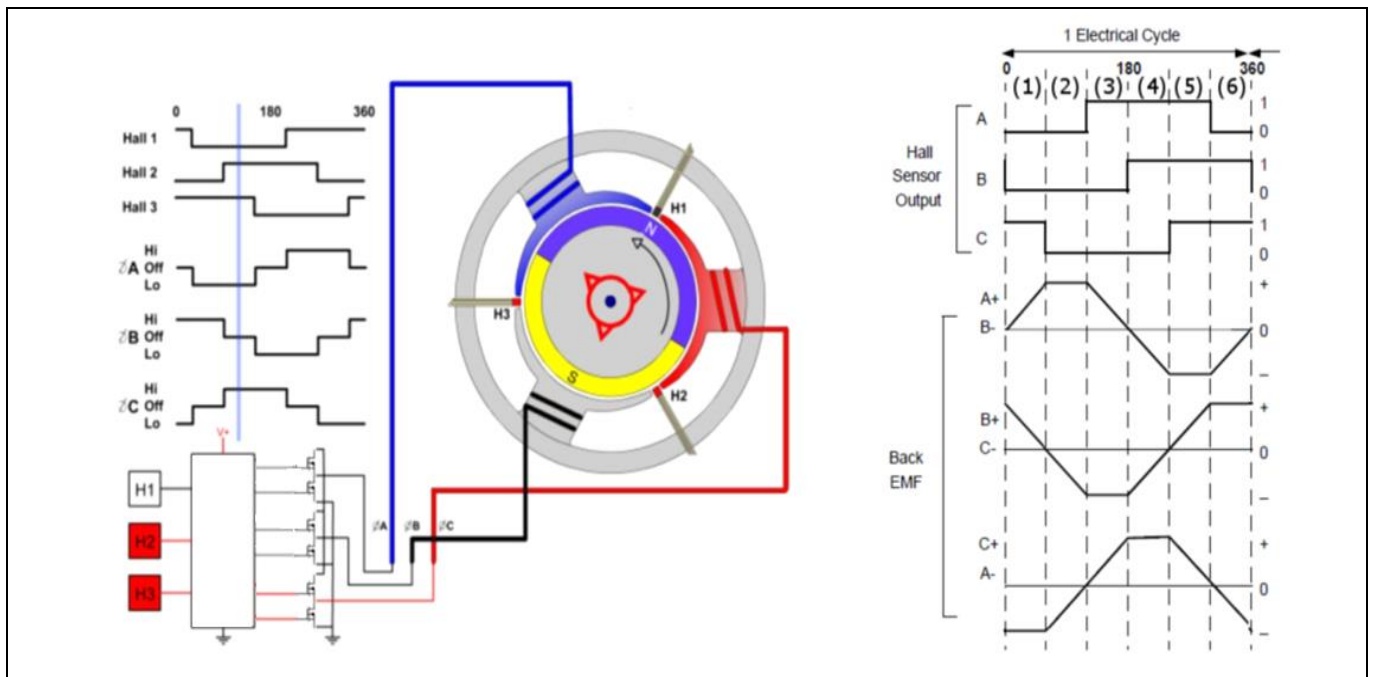 0 180 360
Hall 1
Hall 2
Hall 3
Hi
∅A Off
Lo
Hi
∅B Off
Lo
Hi
∅C Off
Lo
V+
H1
H2
H3
∅A ∅B ∅C
H1
N
H3
S
H2
1 Electrical Cycle
0 180 360
(1) (2) (3) (4) (5) (6)
Hall
Sensor
Output
A 1
0
B 1
0
C 1
0
Back
EMF
A+ +
B- 0
–
B+ +
C- 0
–
C+ +
A- 0
–